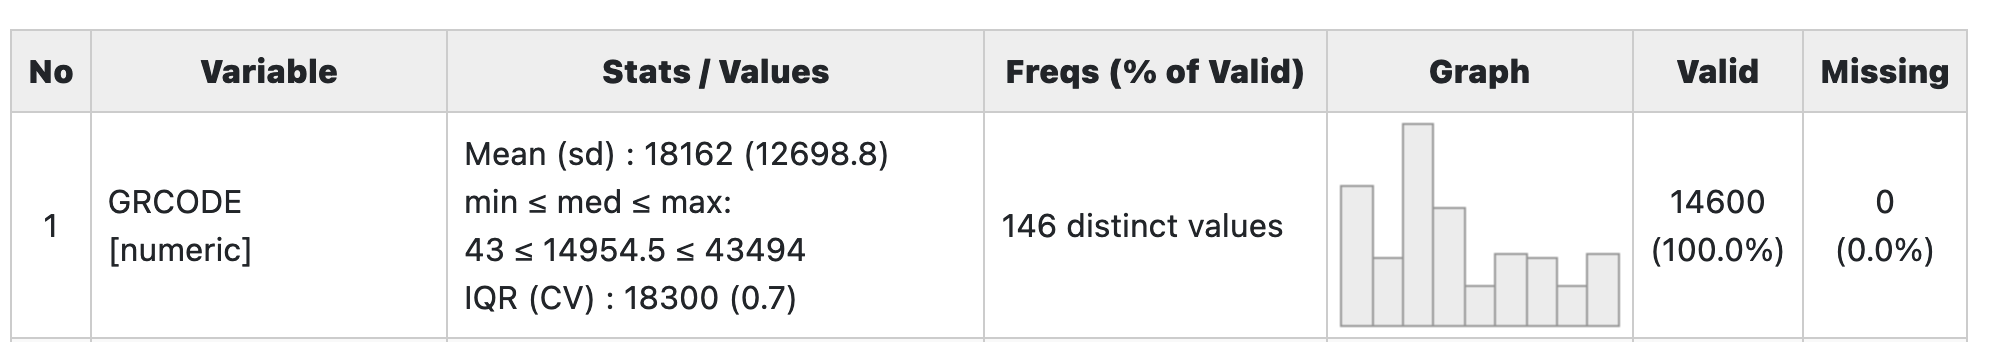 No Variable Stats / Values Freqs (% of Valid) Graph Valid Missing
1
GRCODE
[numeric]
Mean (sd) : 18162 (12698.8)
min ≤ med ≤ max:
43 ≤ 14954.5 ≤ 43494
IQR (CV) : 18300 (0.7)
146 distinct values
14600
(100.0%)
0
(0.0%)